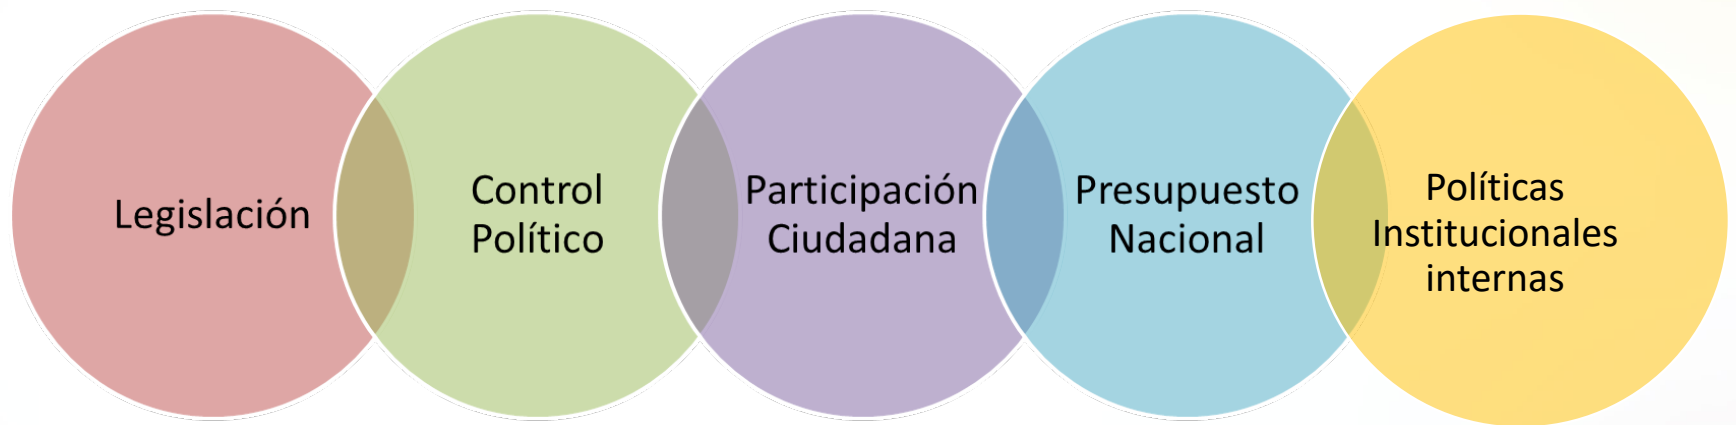 Legislación
Control
Político
Participación
Ciudadana
Presupuesto
Nacional
Políticas
Institucionales
internas